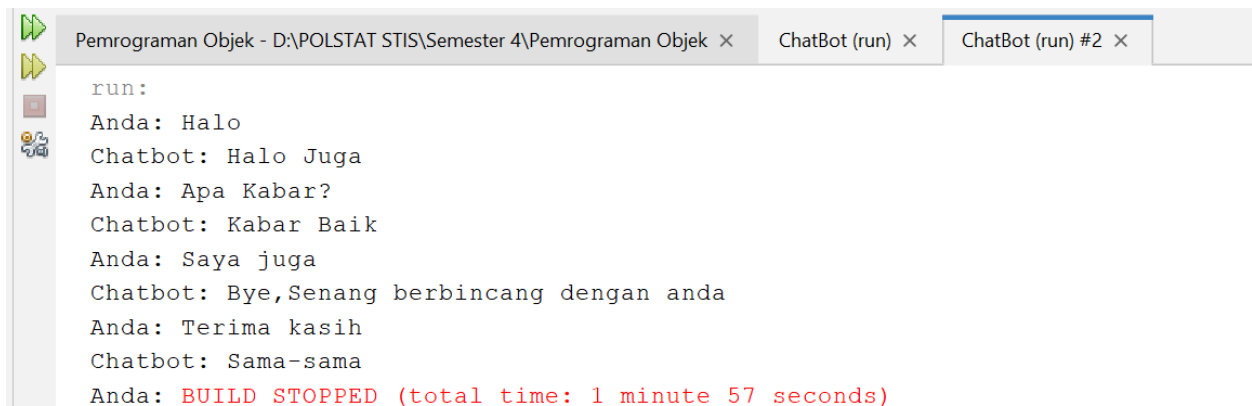 Pemrograman Objek - D:\POLSTAT STIS\Semester 4\Pemrograman Objek × ChatBot (run) × ChatBot (run) #2 ×
run:
Anda: Halo
Chatbot: Halo Juga
Anda: Apa Kabar?
Chatbot: Kabar Baik
Anda: Saya juga
Chatbot: Bye,Senang berbincang dengan anda
Anda: Terima kasih
Chatbot: Sama-sama
Anda: BUILD STOPPED (total time: 1 minute 57 seconds)